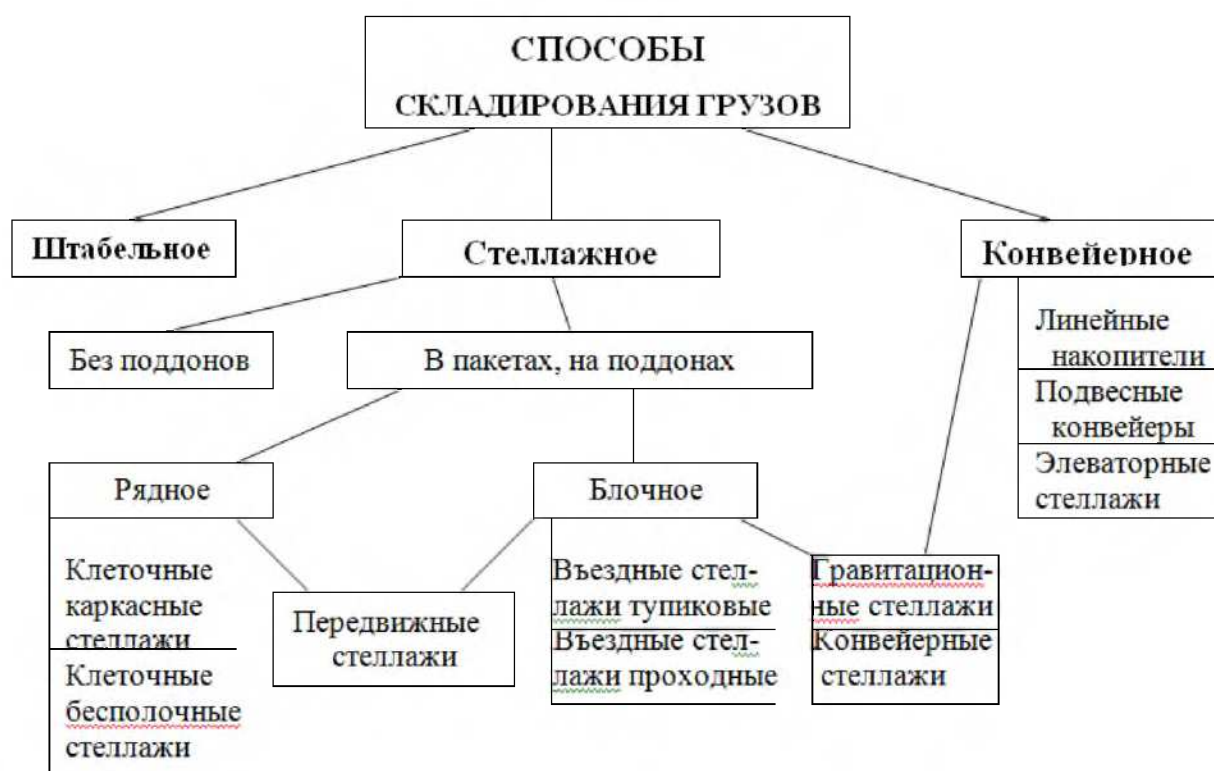 СПОСОБЫ
СКЛАДИРОВАНИЯ ГРУЗОВ
Штабельное
Стеллажное
Конвейерное
Без поддонов
В пакетах, на поддонах
Линейные
накопители
Подвесные
конвейеры
Элеваторные
стеллажи
Рядное
Блочное
Клеточные
каркасные
стеллажи
Клеточные
бесполочные
стеллажи
Передвижные
стеллажи
Въездные стел-
лажи тупиковые
Въездные стел-
лажи проходные
Гравитацион-
ные стеллажи
Конвейерные
стеллажи